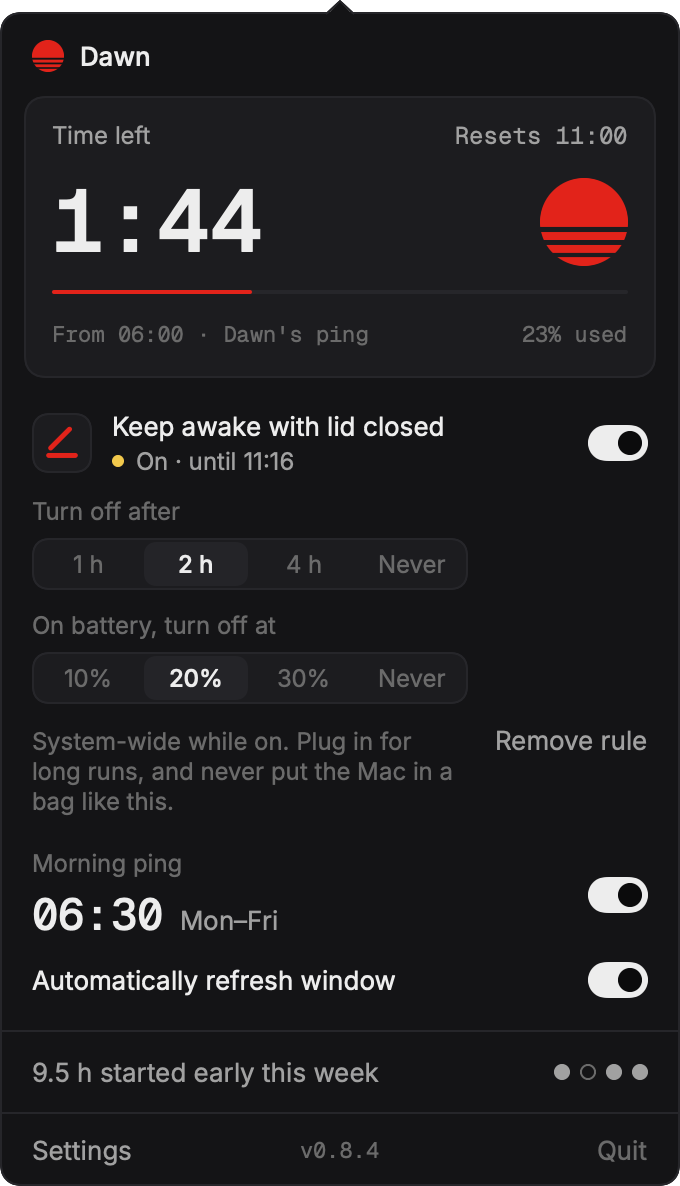 Dawn
Time left
Resets 11:00
1:44
From 06:00 · Dawn's ping
23% used
Keep awake with lid closed
On · until 11:16
Turn off after
1 h
2 h
4 h
Never
On battery, turn off at
10%
20%
30%
Never
System-wide while on. Plug in for
long runs, and never put the Mac in a
bag like this.
Remove rule
Morning ping
06:30 Mon–Fri
Automatically refresh window
9.5 h started early this week
Settings
v0.8.4
Quit